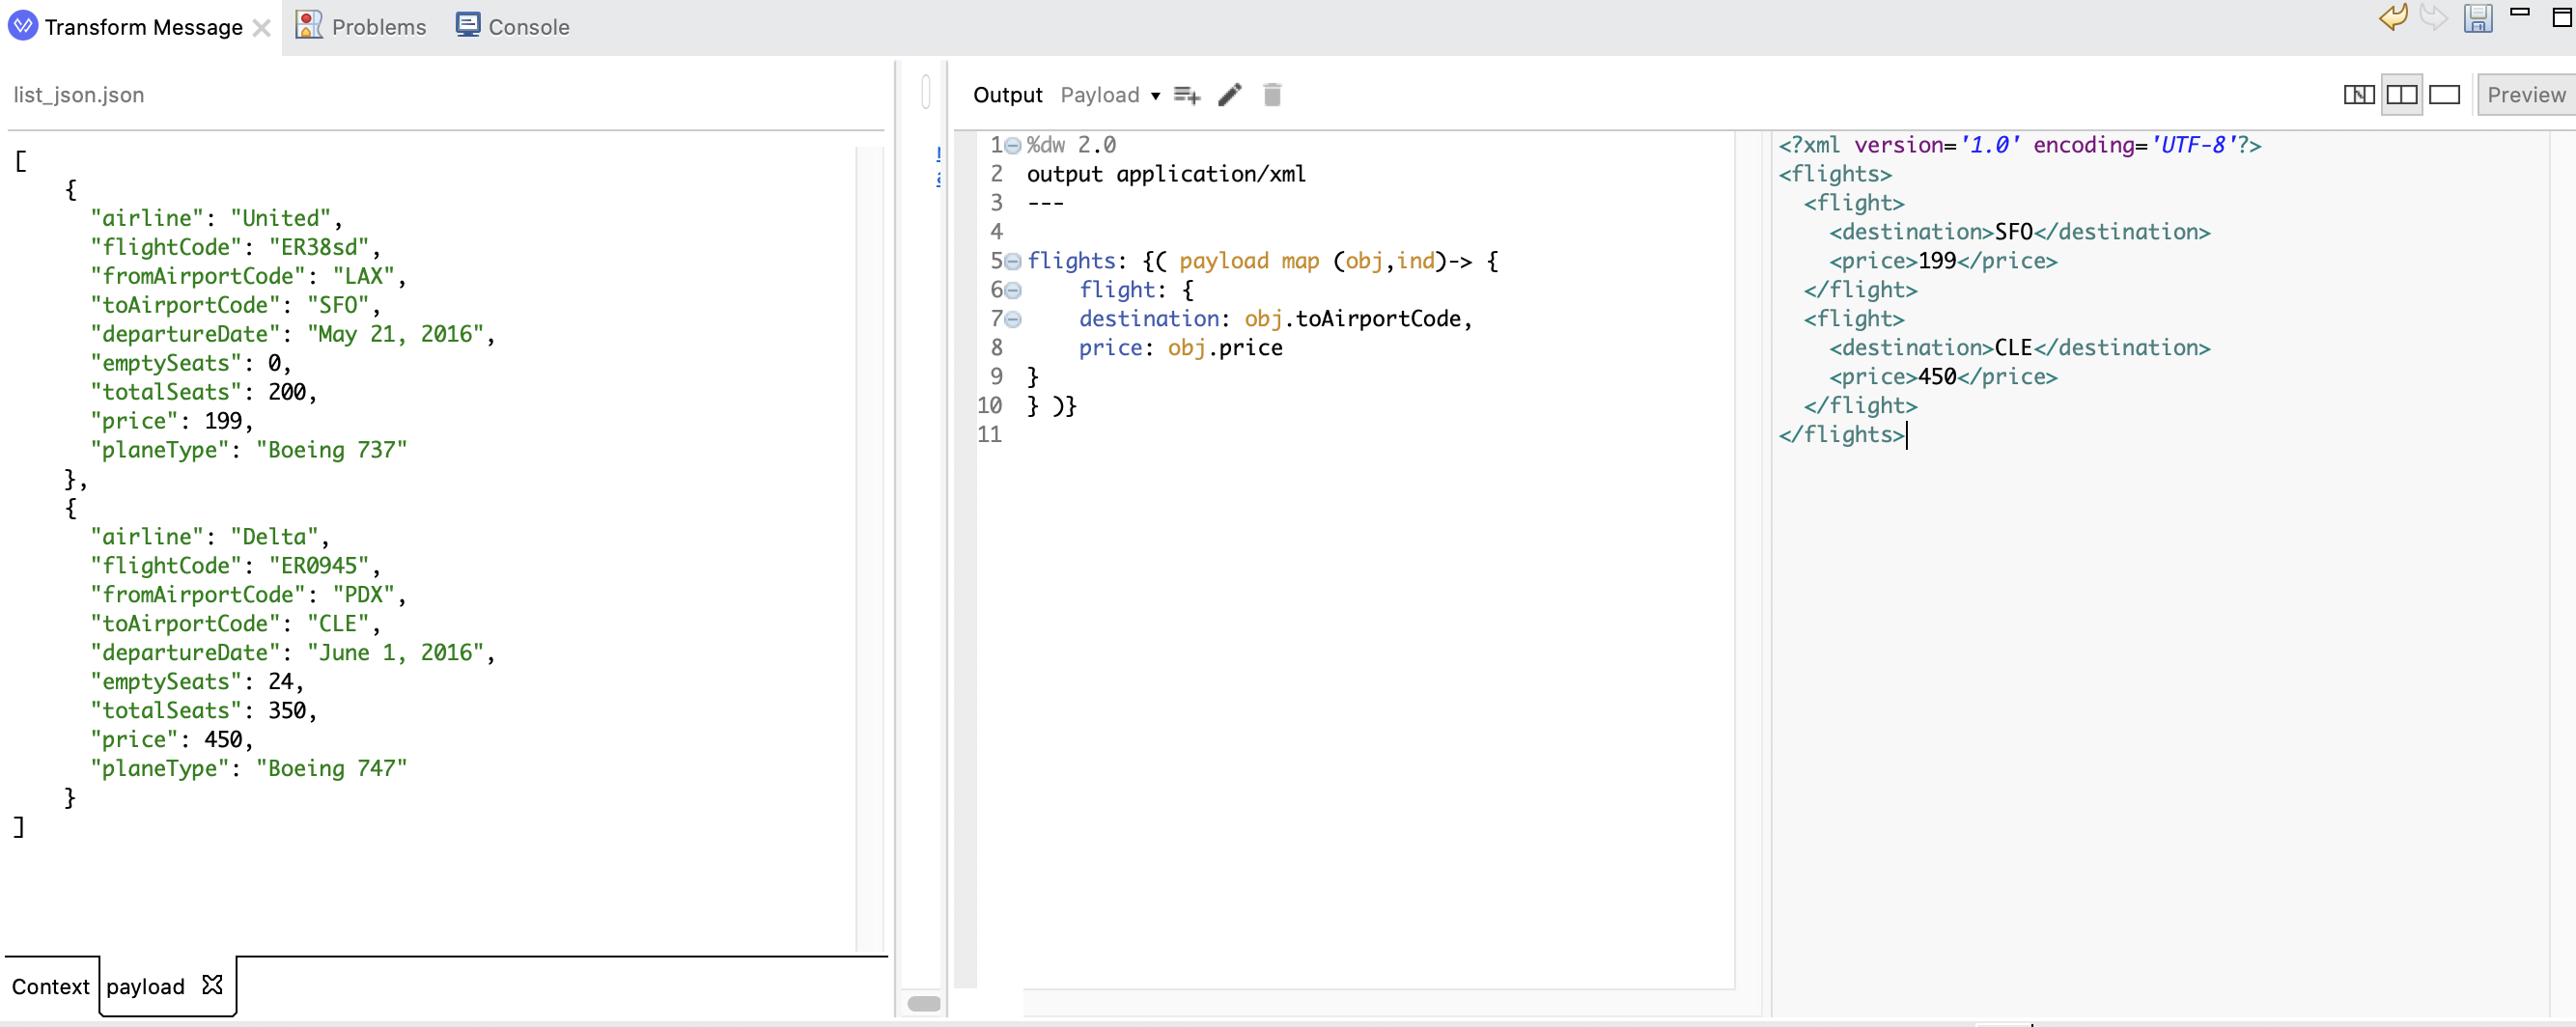 Transform Message
Problems
Console
list_json.json
[
{
"airline": "United",
"flightCode": "ER38sd",
"fromAirportCode": "LAX",
"toAirportCode": "SFO",
"departureDate": "May 21, 2016",
"emptySeats": 0,
"totalSeats": 200,
"price": 199,
"planeType": "Boeing 737"
},
{
"airline": "Delta",
"flightCode": "ER0945",
"fromAirportCode": "PDX",
"toAirportCode": "CLE",
"departureDate": "June 1, 2016",
"emptySeats": 24,
"totalSeats": 350,
"price": 450,
"planeType": "Boeing 747"
}
]
Context
payload
Output Payload
Preview
1 %dw 2.0
2 output application/xml
3 ---
4
5 flights: {( payload map (obj,ind)-> {
6 flight: {
7 destination: obj.toAirportCode,
8 price: obj.price
9 }
10 } )}
11
<?xml version='1.0' encoding='UTF-8'?>
<flights>
<flight>
<destination>SFO</destination>
<price>199</price>
</flight>
<flight>
<destination>CLE</destination>
<price>450</price>
</flight>
</flights>